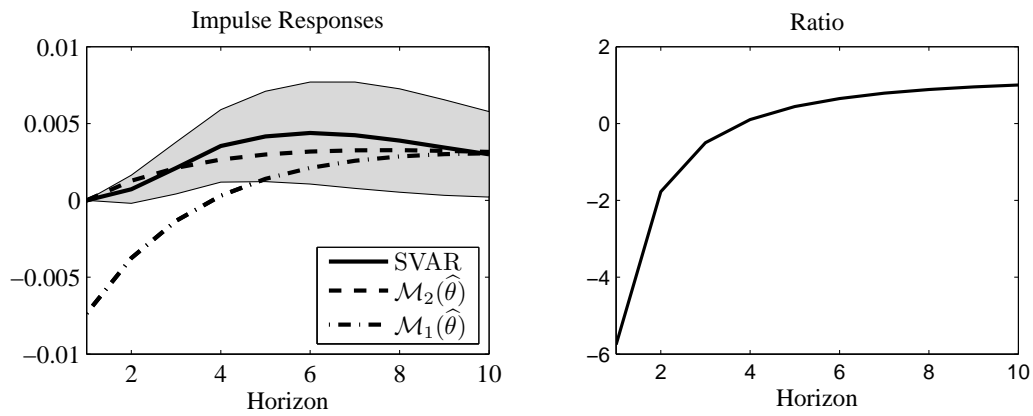 Impulse Responses
0.01
0.005
0
−0.005
−0.01
2 4 6 8 10
Horizon
SVAR
ℳ₂(θ̂)
ℳ₁(θ̂)
Ratio
2
0
−2
−4
−6
2 4 6 8 10
Horizon